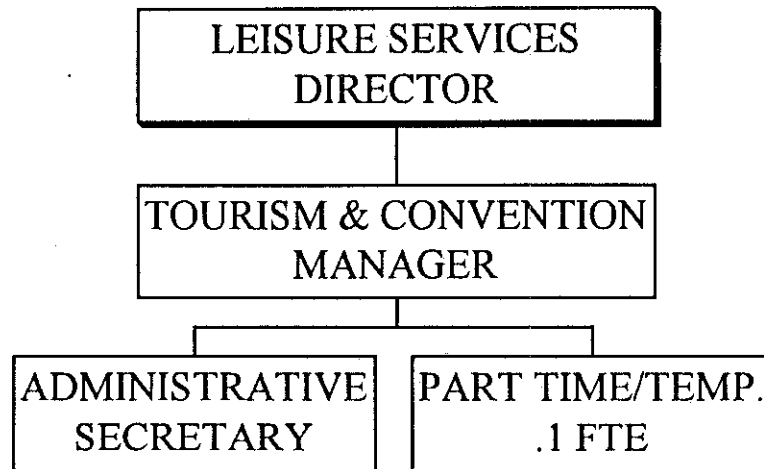 LEISURE SERVICES
DIRECTOR
TOURISM & CONVENTION
MANAGER
ADMINISTRATIVE
SECRETARY
PART TIME/TEMP.
.1 FTE